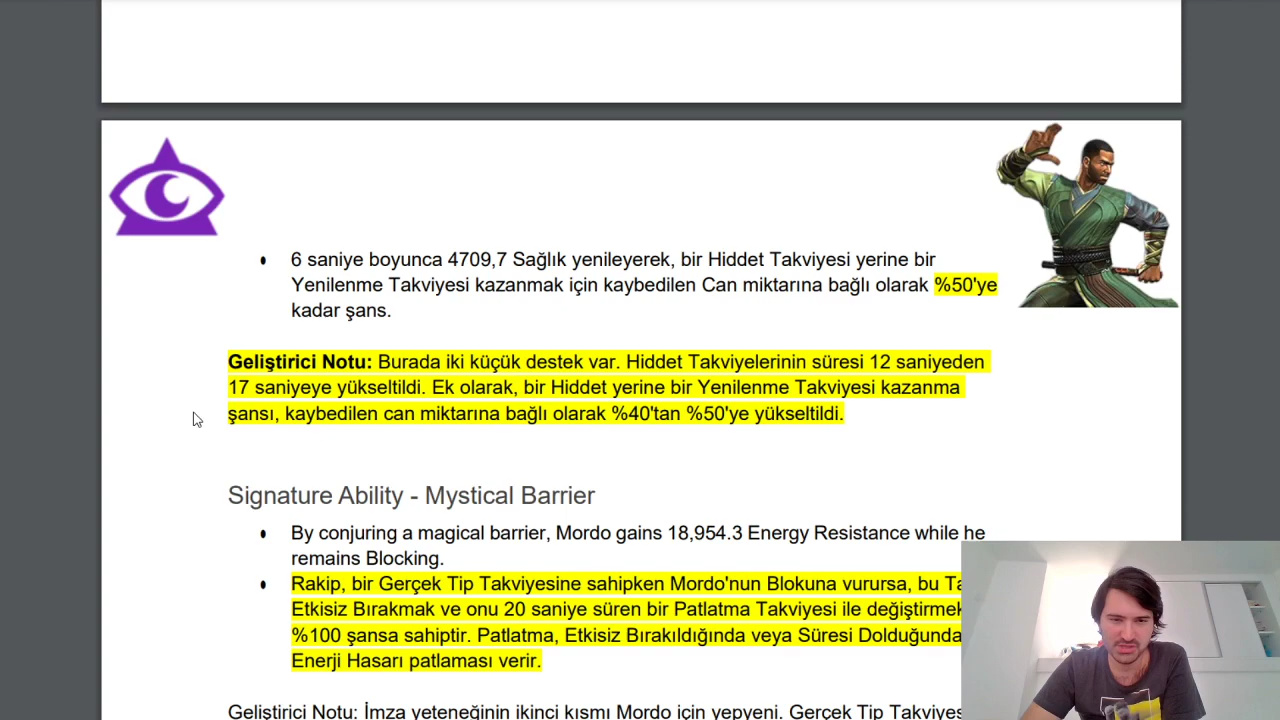 6 saniye boyunca 4709,7 Sağlık yenileyerek, bir Hiddet Takviyesi yerine bir
Yenilenme Takviyesi kazanmak için kaybedilen Can miktarına bağlı olarak %50'ye
kadar şans.
Geliştirici Notu: Burada iki küçük destek var. Hiddet Takviyelerinin süresi 12 saniyeden
17 saniyeye yükseltildi. Ek olarak, bir Hiddet yerine bir Yenilenme Takviyesi kazanma
şansı, kaybedilen can miktarına bağlı olarak %40'tan %50'ye yükseltildi.
Signature Ability - Mystical Barrier
By conjuring a magical barrier, Mordo gains 18,954.3 Energy Resistance while he
remains Blocking.
Rakip, bir Gerçek Tip Takviyesine sahipken Mordo'nun Blokuna vurursa, bu
Etkisiz Bırakmak ve onu 20 saniye süren bir Patlatma Takviyesi ile değiştirmek
%100 şansa sahiptir. Patlatma, Etkisiz Bırakıldığında veya Süresi Dolduğunda
Enerji Hasarı patlaması verir.
Geliştirici Notu: İmza yeteneğinin ikinci kısmı Mordo için yepyeni. Gerçek Tip